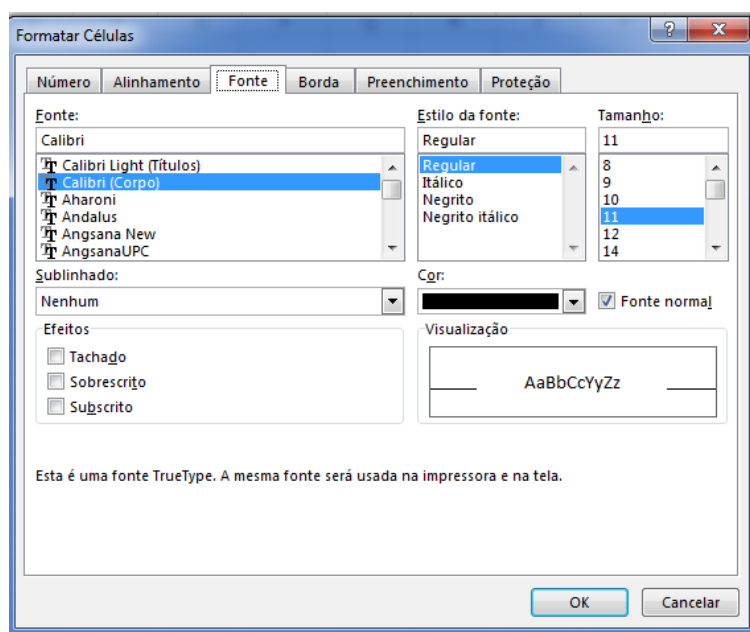 Formatar Células
Número Alinhamento Fonte Borda Preenchimento Proteção
Fonte: Estilo da fonte: Tamanho:
Calibri Regular 11
Calibri Light (Títulos) Regular 8
Calibri (Corpo) Itálico 9
Aharoni Negrito 10
Andalus Negrito itálico 11
Angsana New 12
AngsanaUPC 14
Sublinhado: Cor:
Nenhum Fonte normal
Efeitos Visualização
Tachado
Sobrescrito AaBbCcYyZz
Subscrito
Esta é uma fonte TrueType. A mesma fonte será usada na impressora e na tela.
OK Cancelar